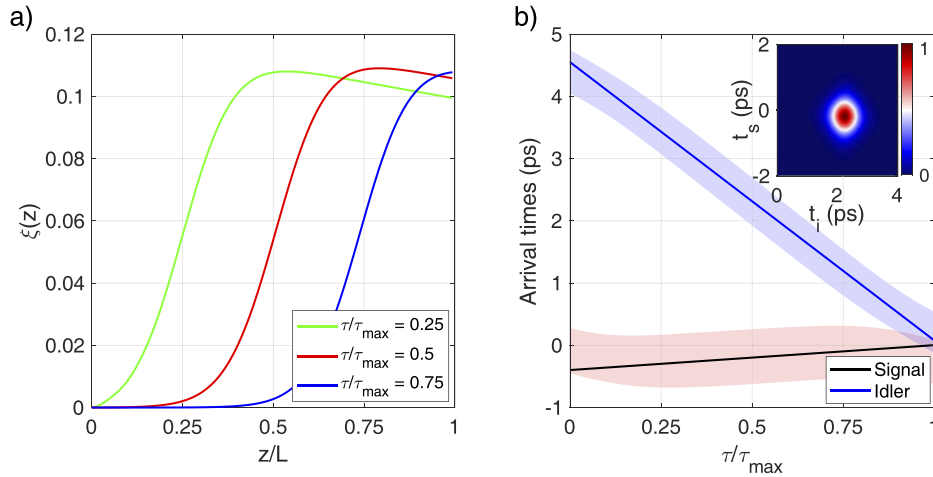 a)
ξ(z)
0.12
0.1
0.08
0.06
0.04
0.02
0
0 0.25 0.5 0.75 1
z/L
τ/τmax = 0.25
τ/τmax = 0.5
τ/τmax = 0.75
b)
Arrival times (ps)
5
4
3
2
1
0
-1
0 0.25 0.5 0.75 1
τ/τmax
Signal
Idler
t_s (ps)
2
0
-2
0 2 4
t_i (ps)
1
0